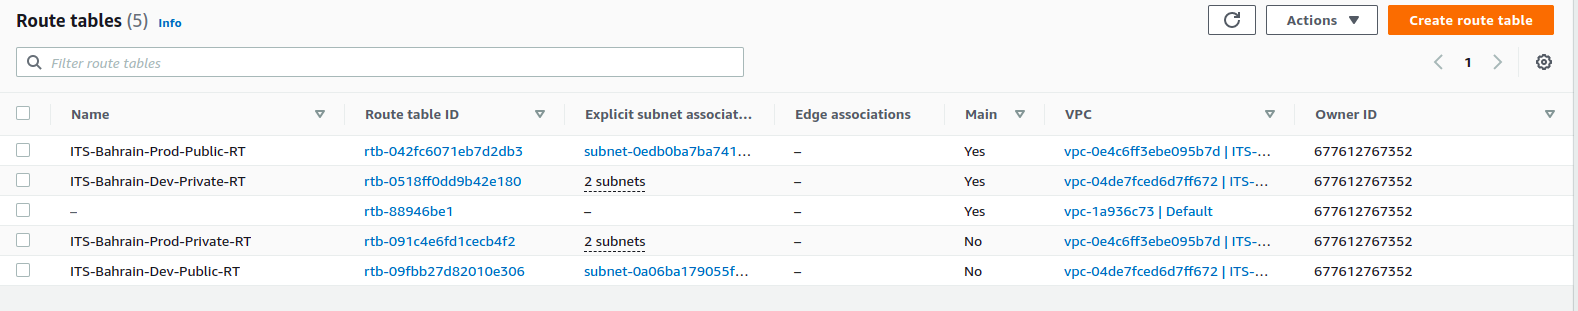 Route tables (5) Info
Actions
Create route table
Filter route tables
1
Name Route table ID Explicit subnet associat... Edge associations Main VPC Owner ID
ITS-Bahrain-Prod-Public-RT rtb-042fc6071eb7d2db3 subnet-0edb0ba7ba741... – Yes vpc-0e4c6ff3ebe095b7d | ITS-... 677612767352
ITS-Bahrain-Dev-Private-RT rtb-0518ff0dd9b42e180 2 subnets – Yes vpc-04de7fced6d7ff672 | ITS-... 677612767352
– rtb-88946be1 – – Yes vpc-1a936c73 | Default 677612767352
ITS-Bahrain-Prod-Private-RT rtb-091c4e6fd1cecb4f2 2 subnets – No vpc-0e4c6ff3ebe095b7d | ITS-... 677612767352
ITS-Bahrain-Dev-Public-RT rtb-09fbb27d82010e306 subnet-0a06ba179055f... – No vpc-04de7fced6d7ff672 | ITS-... 677612767352